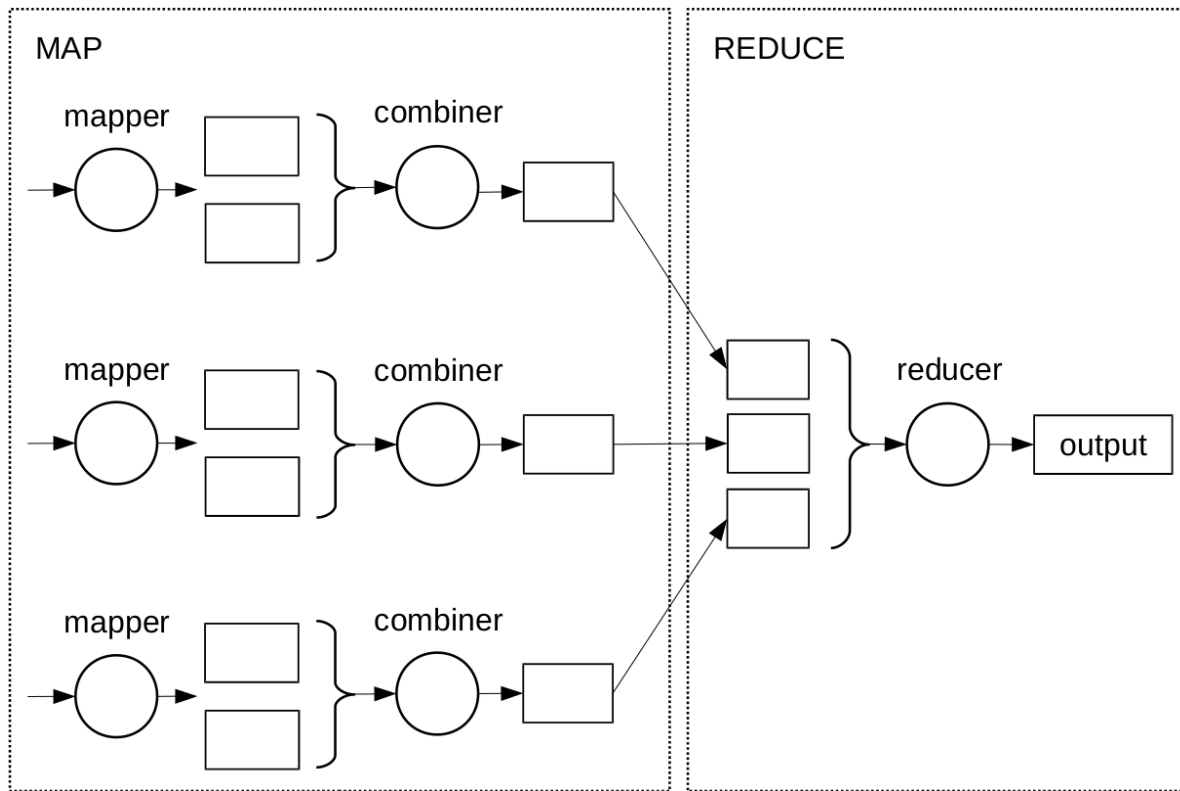 MAP
REDUCE
mapper
combiner
mapper
combiner
reducer
output
mapper
combiner